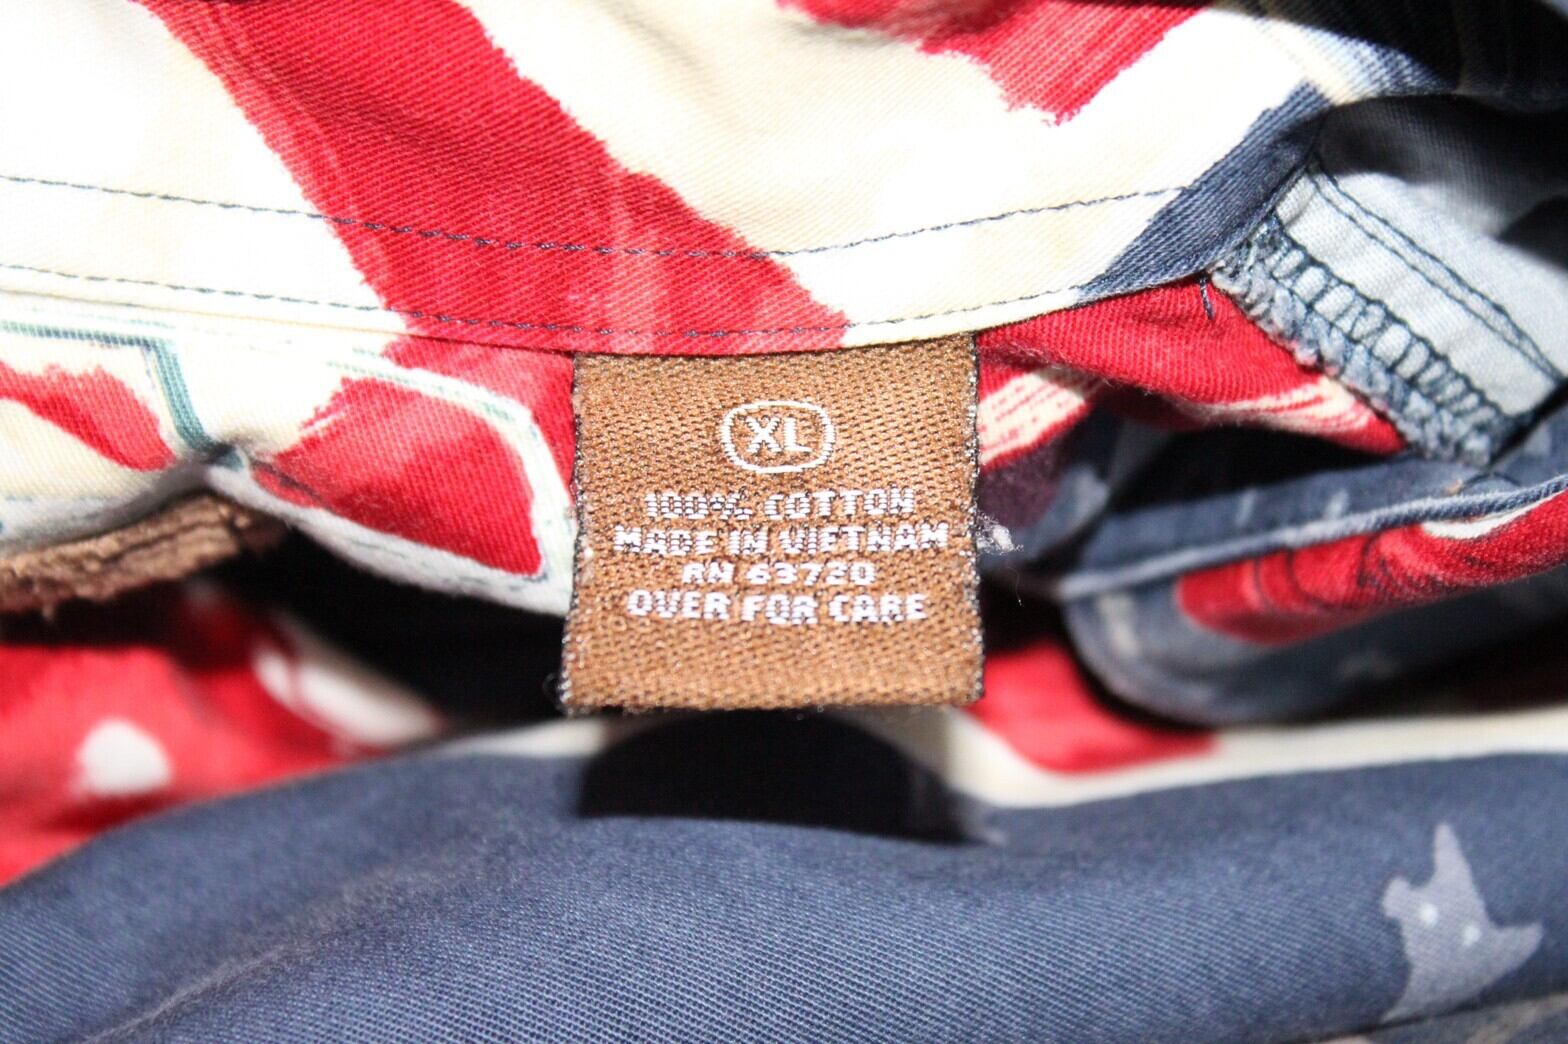 XL
100% COTTON
MADE IN VIETNAM
RN 63720
OVER FOR CARE